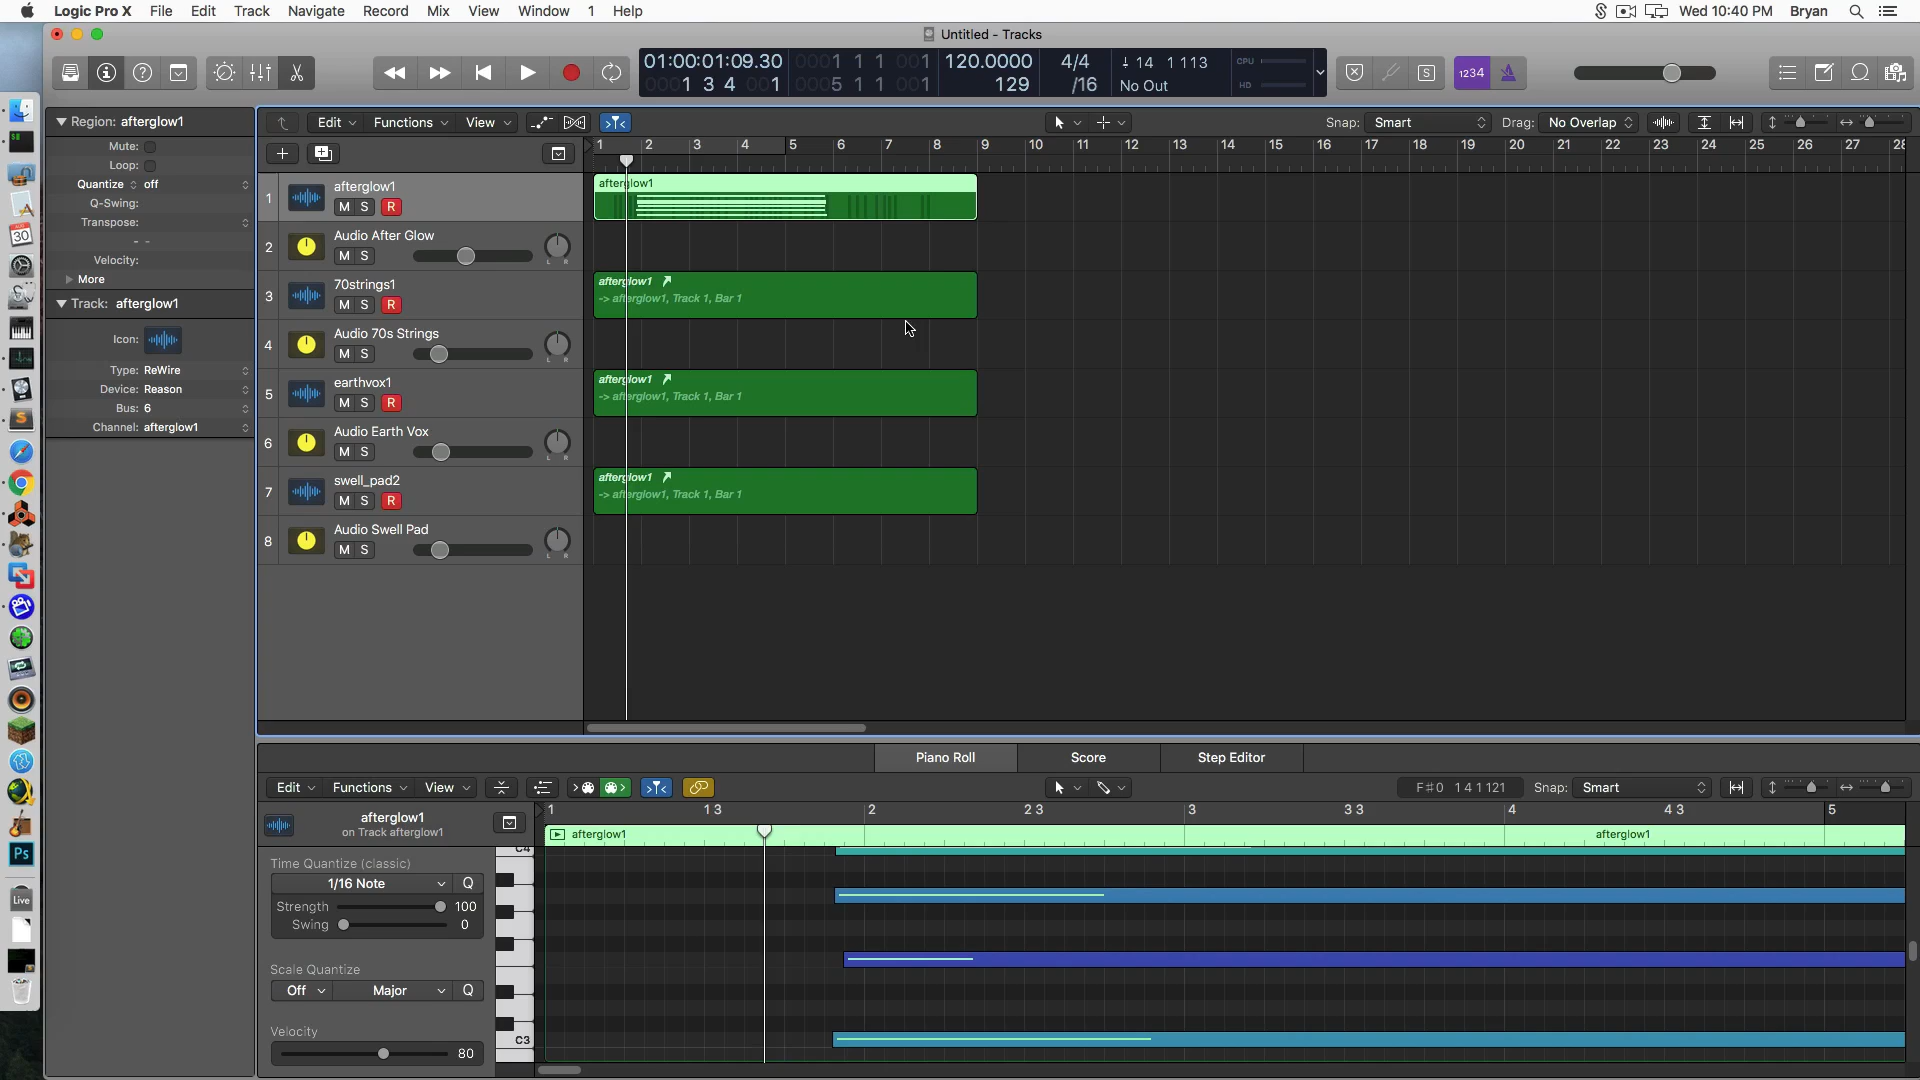 Logic Pro X File Edit Track Navigate Record Mix View Window 1 Help
Wed 10:40 PM Bryan
Untitled - Tracks
01:00:01:09.30
1 3 4
0001 1 1 001
0005 1 1 001
120.0000
129
4/4
/16
14 1 113
No Out
CPU
HD
S
1234
Region: afterglow1
Mute:
Loop:
Quantize off
Q-Swing:
Transpose:
- -
Velocity:
More
Track: afterglow1
Icon:
Type: ReWire
Device: Reason
Bus: 6
Channel: afterglow1
Edit Functions View
Snap: Smart
Drag: No Overlap
1 2 3 4 5 6 7 8 9 10 11 12 13 14 15 16 17 18 19 20 21 22 23 24 25 26 27 28
1 afterglow1
M S R
2 Audio After Glow
M S
L R
3 70strings1
M S R
4 Audio 70s Strings
M S
L R
5 earthvox1
M S R
6 Audio Earth Vox
M S
L R
7 swell_pad2
M S R
8 Audio Swell Pad
M S
L R
afterglow1
afterglow1
-> afterglow1, Track 1, Bar 1
afterglow1
-> afterglow1, Track 1, Bar 1
afterglow1
-> afterglow1, Track 1, Bar 1
AUG
30
Live
Ps
Piano Roll Score Step Editor
Edit Functions View
F#0 1 4 1 121
Snap: Smart
afterglow1
on Track afterglow1
1 1 3 2 2 3 3 3 3 4 4 3 5
afterglow1 afterglow1
Time Quantize (classic)
1/16 Note Q
Strength 100
Swing 0
Scale Quantize
Off Major Q
Velocity
80
C4
C3